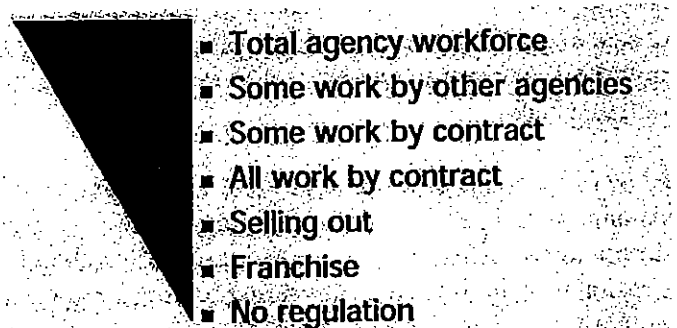 ▪ Total agency workforce
▪ Some work by other agencies
▪ Some work by contract
▪ All work by contract
▪ Selling out
▪ Franchise
▪ No regulation